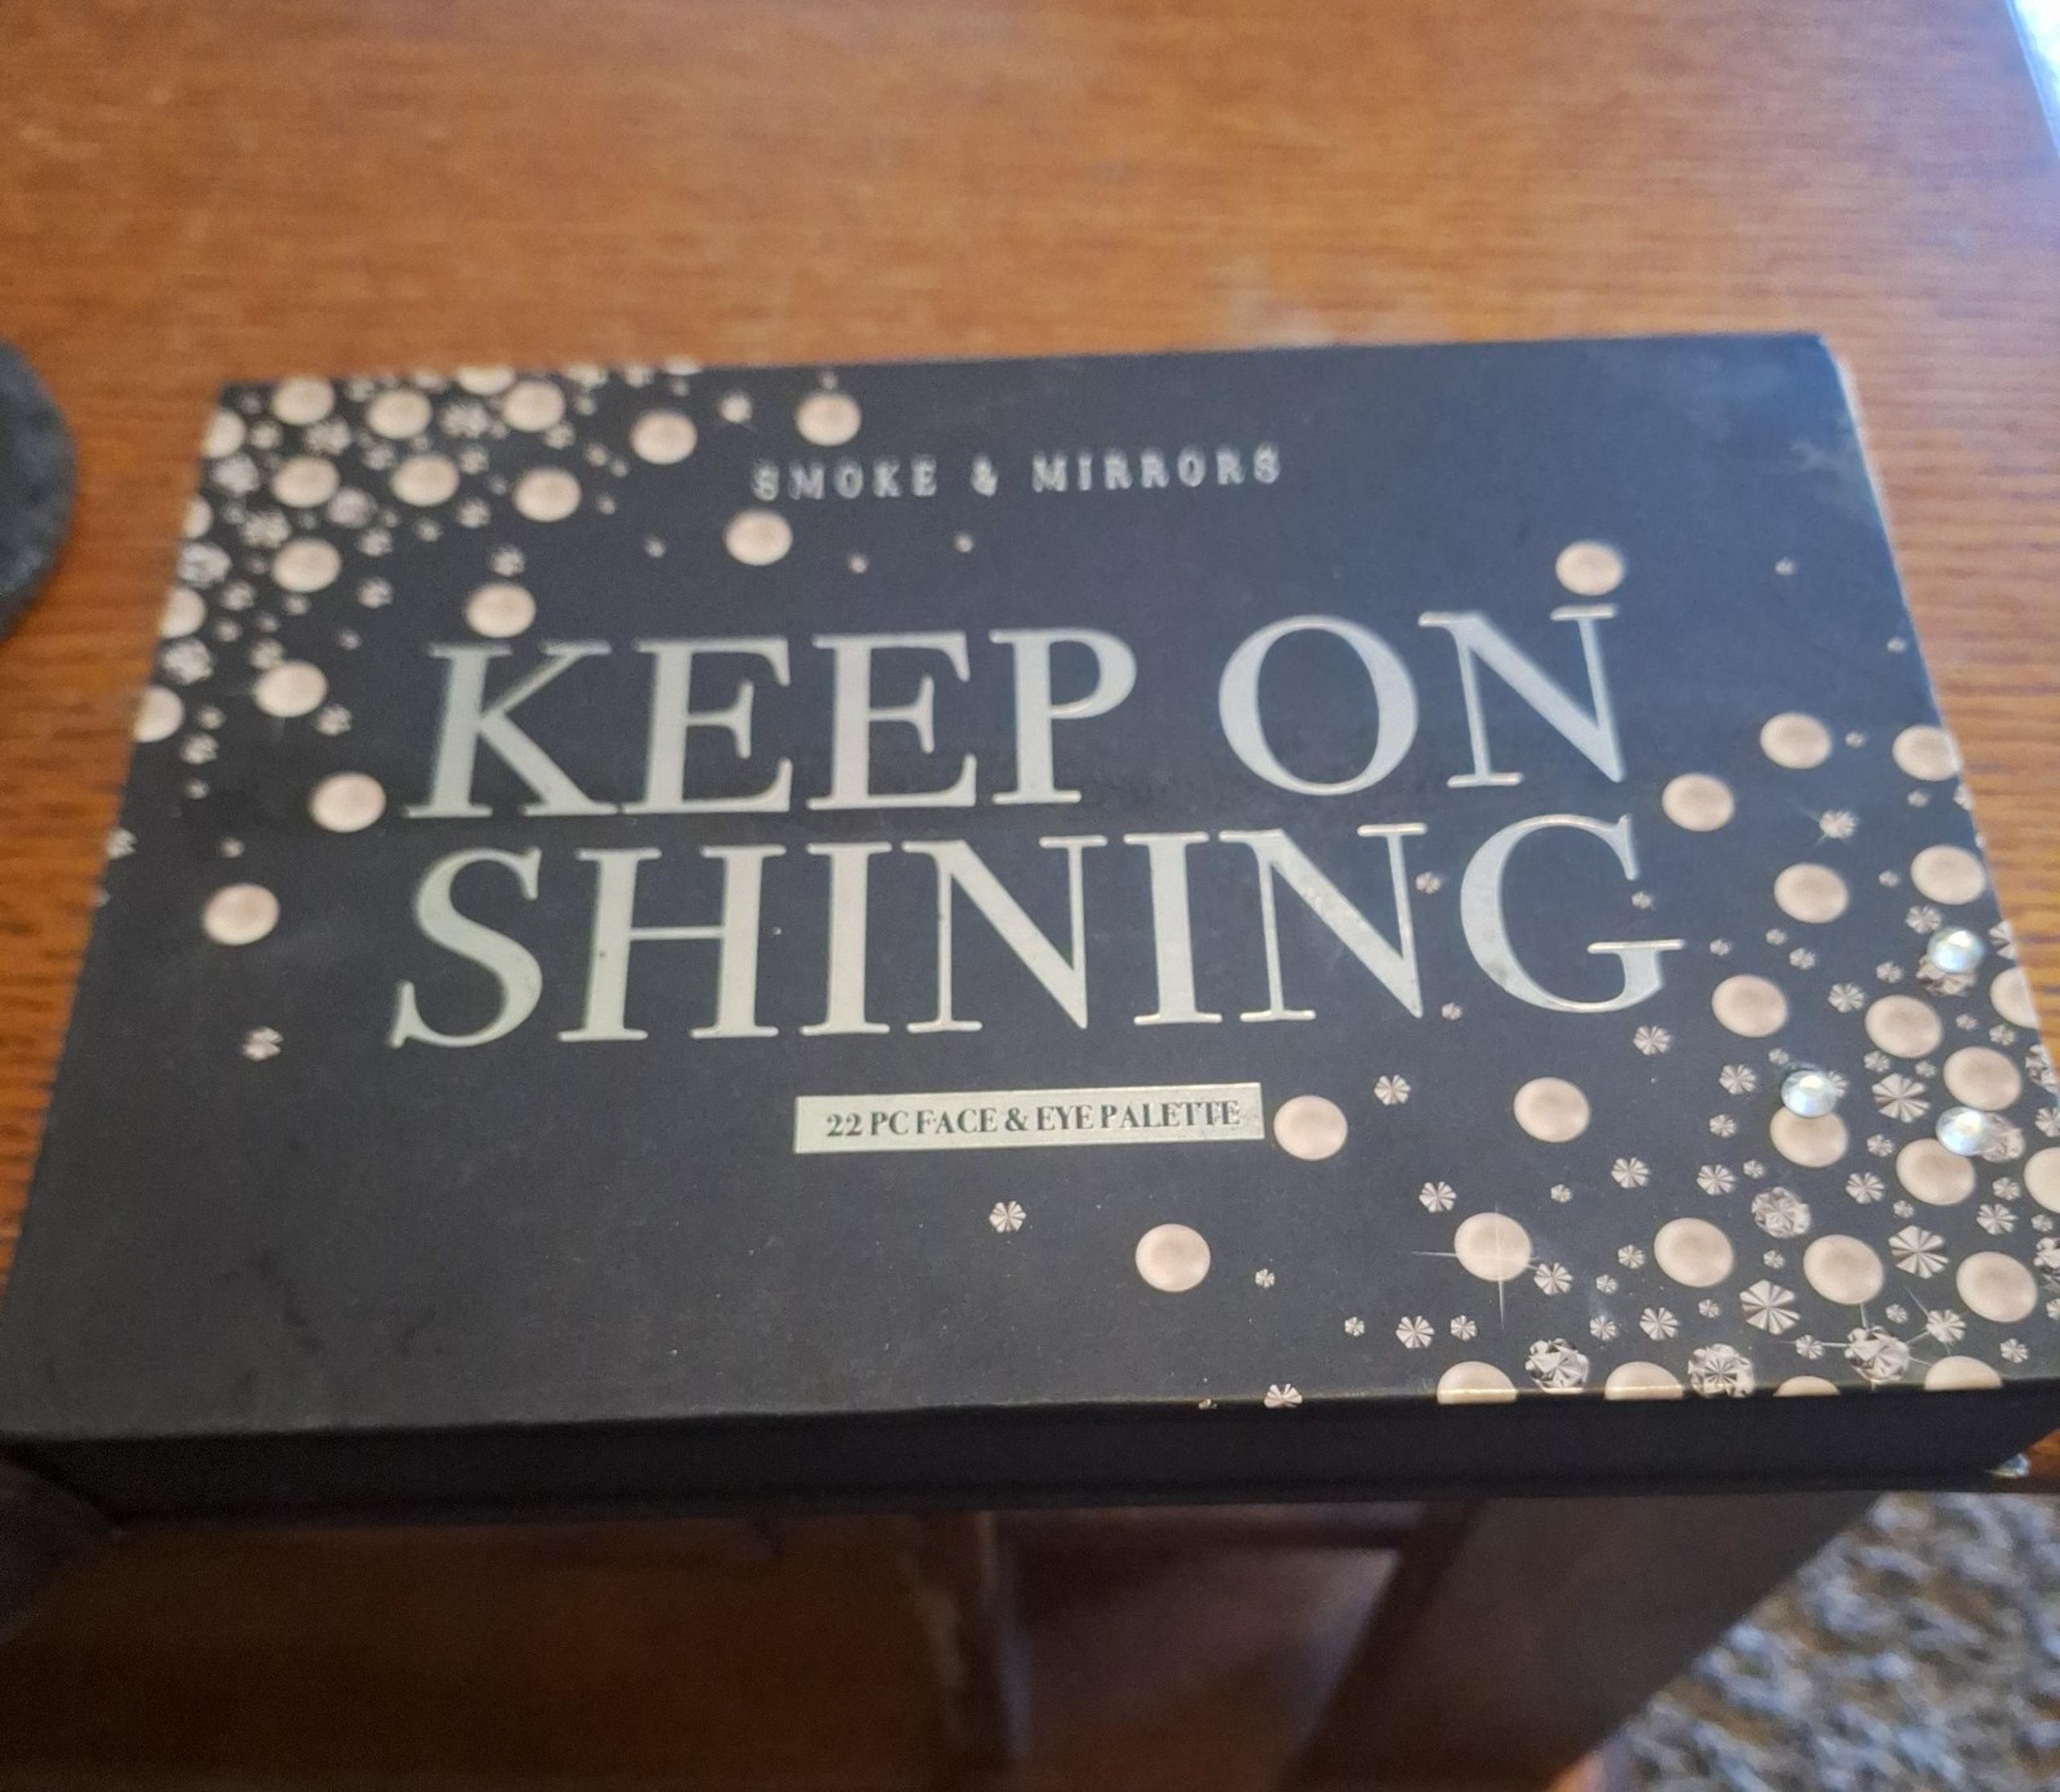 SMOKE & MIRRORS
KEEP ON
SHINING
22 PC FACE & EYE PALETTE